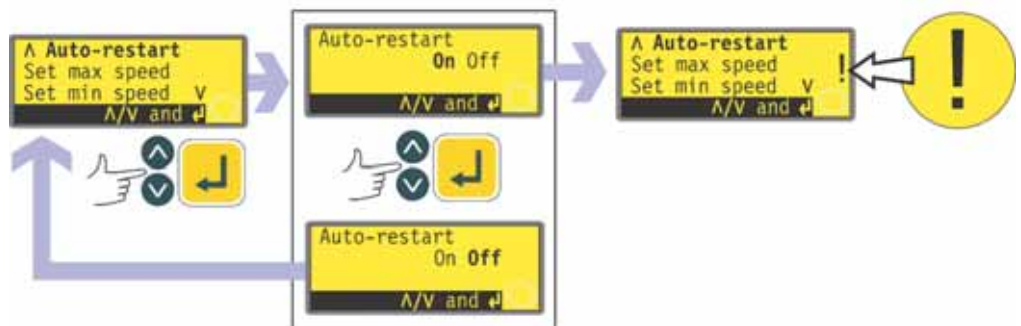 ∧ Auto-restart
Set max speed
Set min speed ∨
∧/∨ and ↵
Auto-restart
On Off
∧/∨ and ↵
Auto-restart
On Off
∧/∨ and ↵
∧ Auto-restart
Set max speed !
Set min speed ∨
∧/∨ and ↵
!